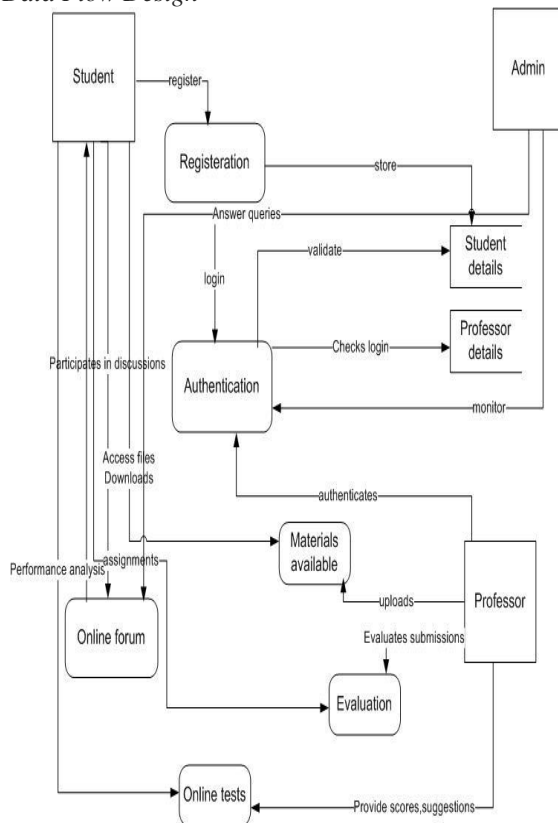 Data Flow Design
Student
Admin
register
Registeration
store
Answer queries
Student
details
validate
login
Professor
details
Checks login
Participates in discussions
Authentication
monitor
Access files
Downloads
authenticates
Materials
available
assignments
Performance analysis
uploads
Professor
Online forum
Evaluates submissions
Evaluation
Online tests
Provide scores,suggestions